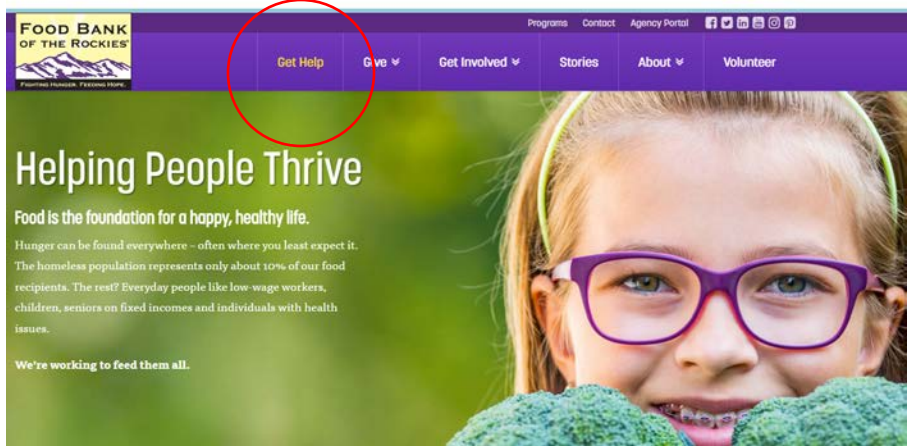 FOOD BANK
OF THE ROCKIES®
FIGHTING HUNGER. FEEDING HOPE.
Programs Contact Agency Portal
Get Help Give Get Involved Stories About Volunteer
Helping People Thrive
Food is the foundation for a happy, healthy life.
Hunger can be found everywhere – often where you least expect it.
The homeless population represents only about 10% of our food
recipients. The rest? Everyday people like low-wage workers,
children, seniors on fixed incomes and individuals with health
issues.
We're working to feed them all.